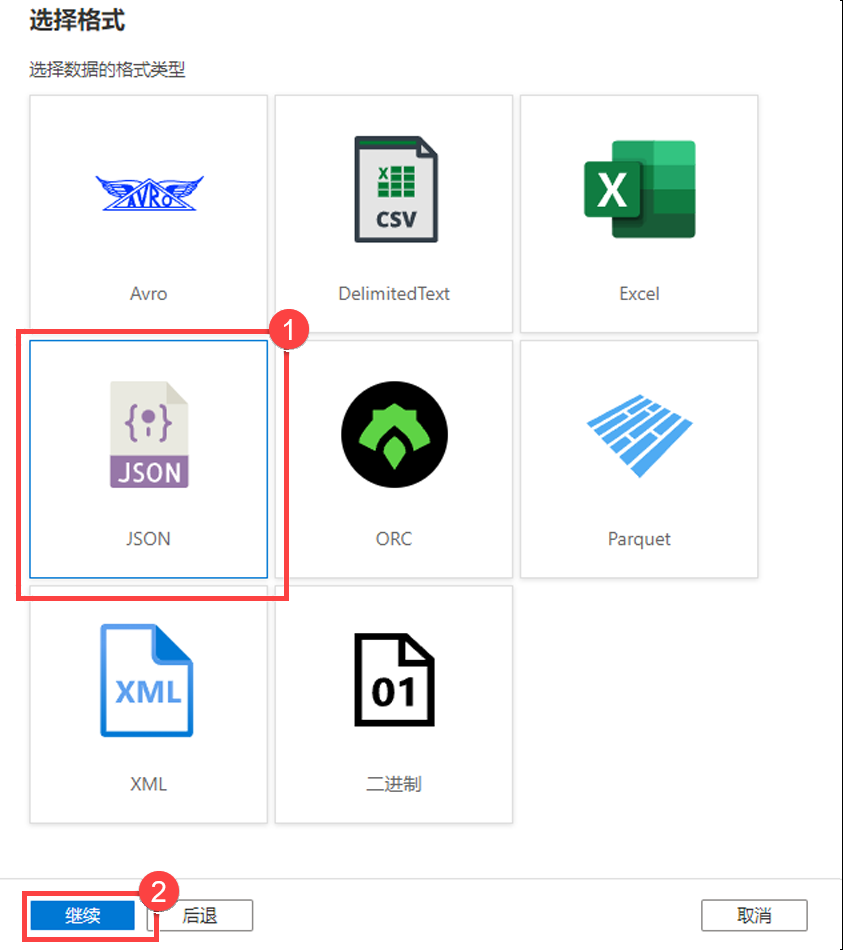 选择格式
选择数据的格式类型
AVRO
X
CSV
X
Avro
DelimitedText
Excel
1
{ }
JSON
JSON
ORC
Parquet
XML
01
XML
二进制
2
继续
后退
取消